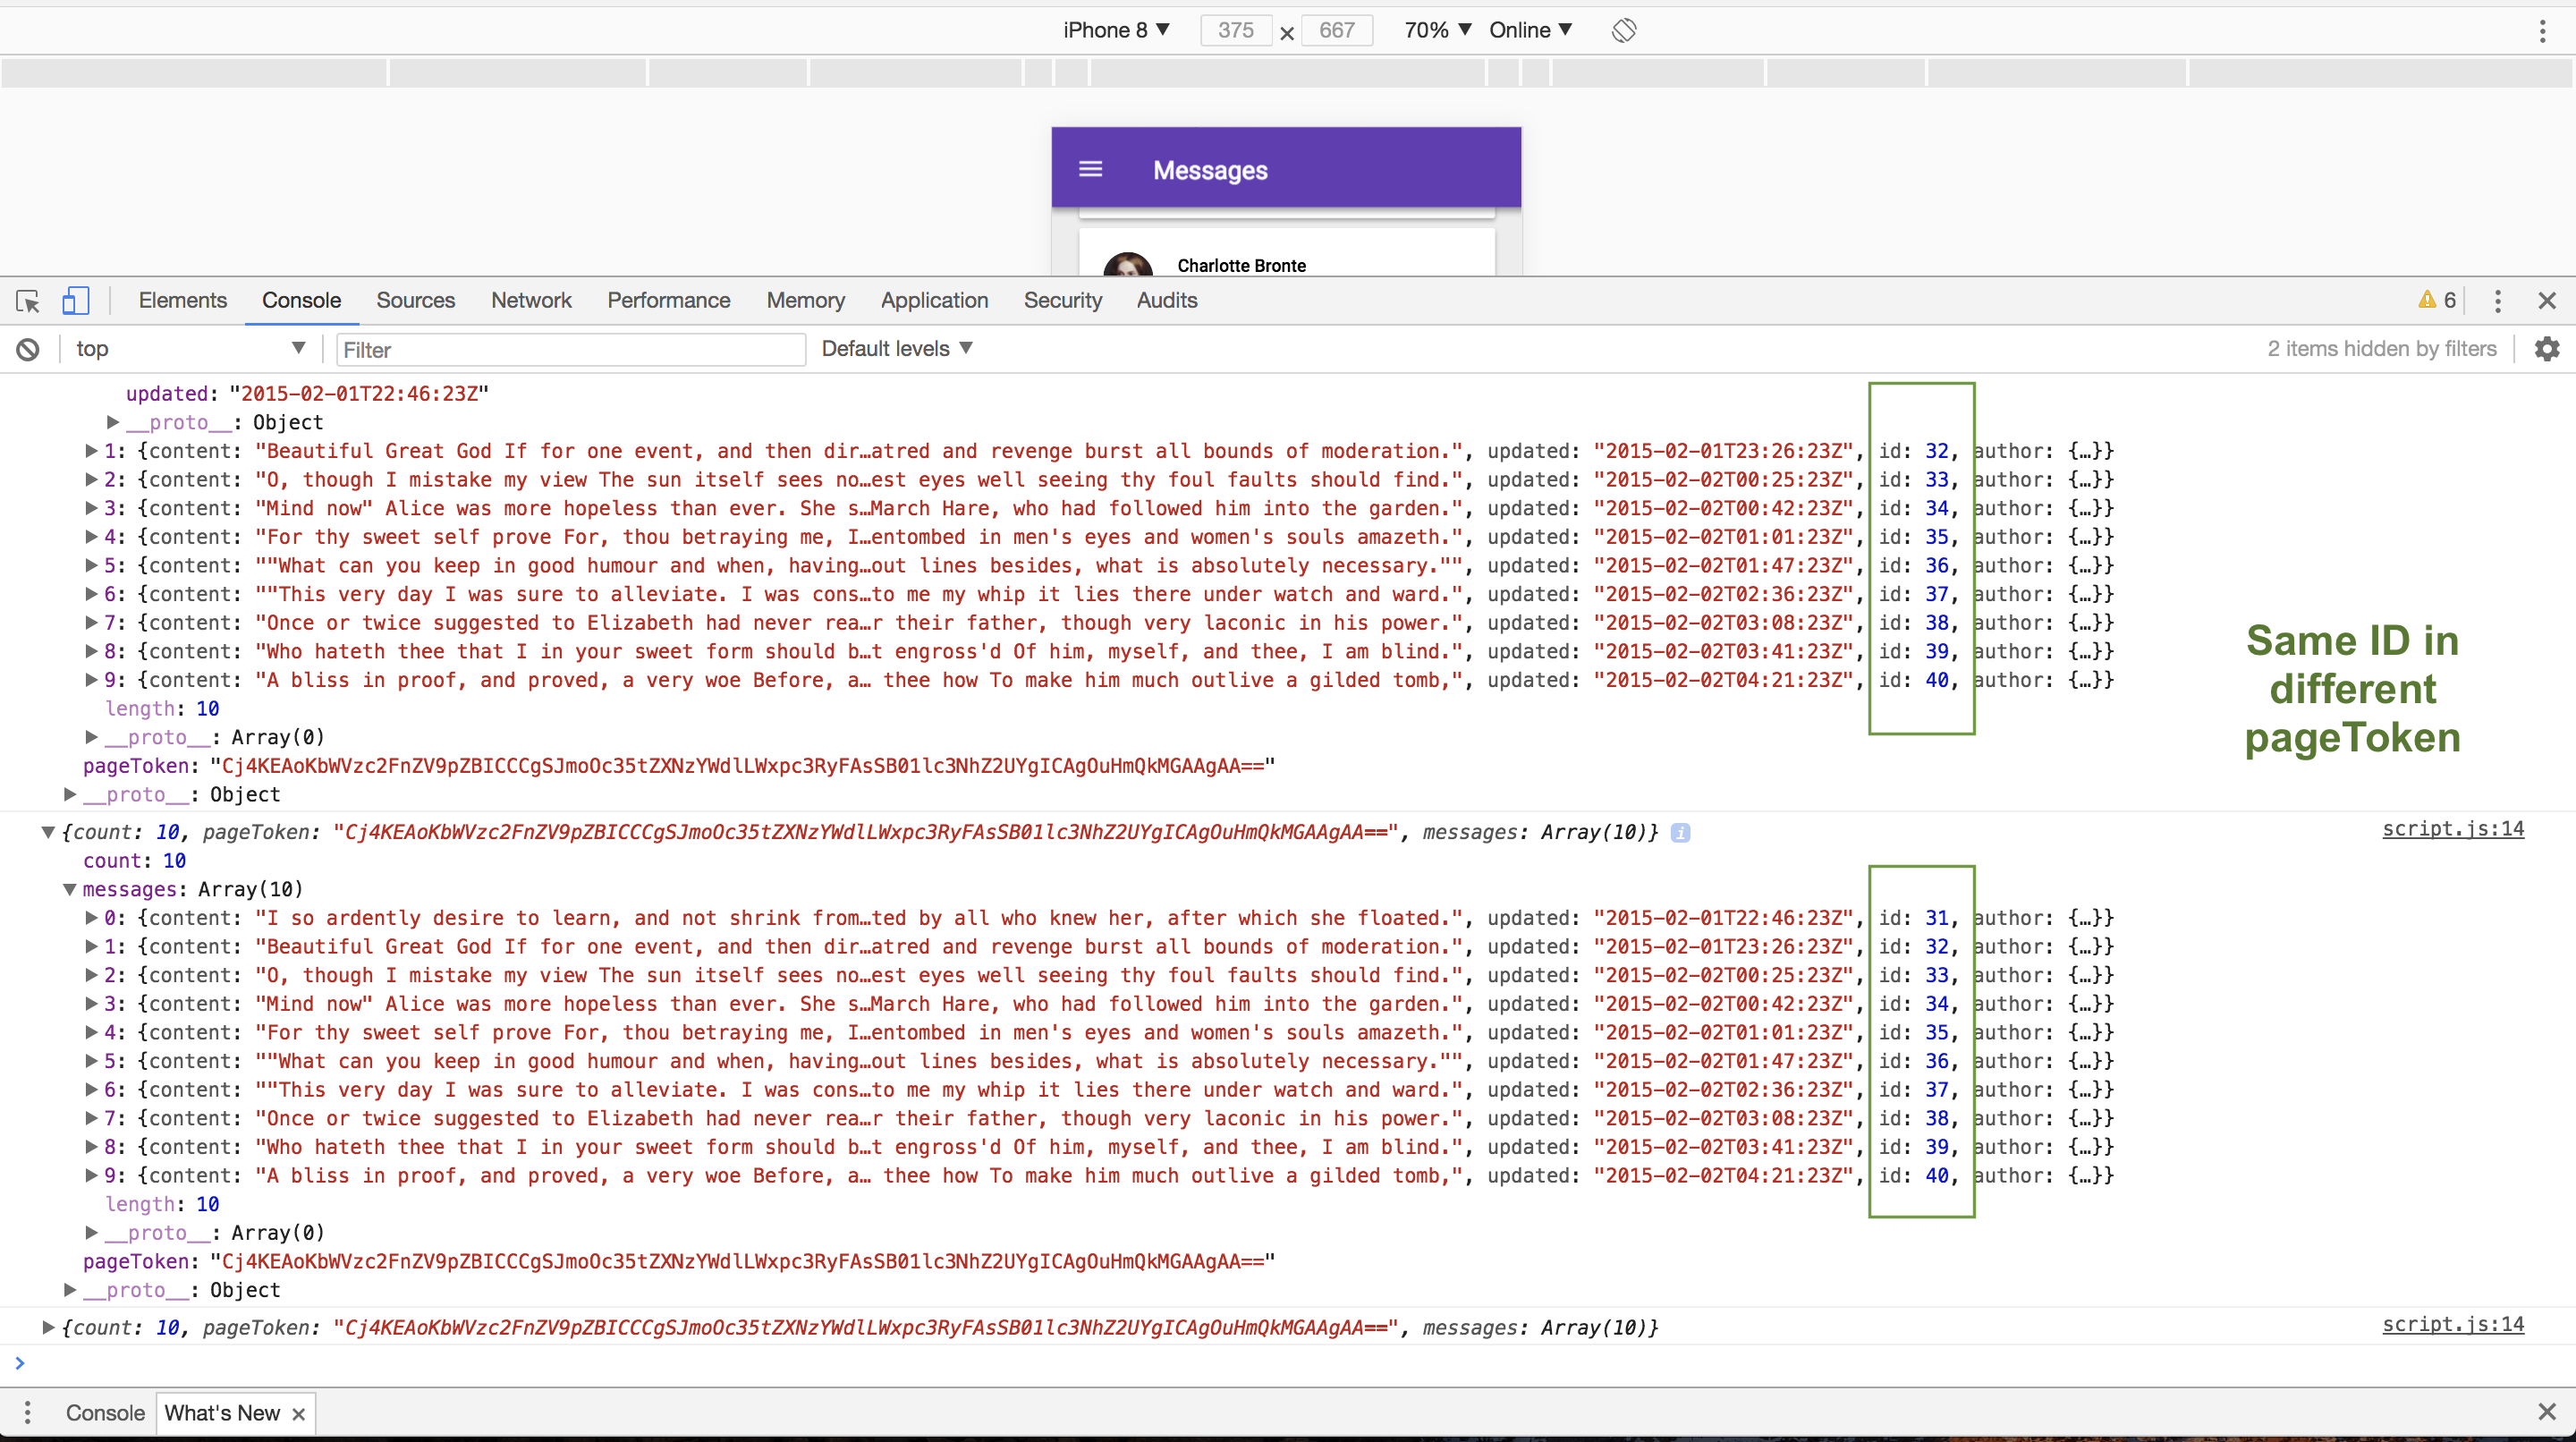 iPhone 8 ▼ 375 × 667 70% ▼ Online ▼
Messages
Charlotte Bronte
Elements Console Sources Network Performance Memory Application Security Audits 6
top ▼ Filter Default levels ▼ 2 items hidden by filters
updated: "2015-02-01T22:46:23Z"
▶ __proto__: Object
▶ 1: {content: "Beautiful Great God If for one event, and then dir…atred and revenge burst all bounds of moderation.", updated: "2015-02-01T23:26:23Z", id: 32, author: {…}}
▶ 2: {content: "O, though I mistake my view The sun itself sees no…est eyes well seeing thy foul faults should find.", updated: "2015-02-02T00:25:23Z", id: 33, author: {…}}
▶ 3: {content: "Mind now" Alice was more hopeless than ever. She s…March Hare, who had followed him into the garden.", updated: "2015-02-02T00:42:23Z", id: 34, author: {…}}
▶ 4: {content: "For thy sweet self prove For, thou betraying me, I…entombed in men's eyes and women's souls amazeth.", updated: "2015-02-02T01:01:23Z", id: 35, author: {…}}
▶ 5: {content: ""What can you keep in good humour and when, having…out lines besides, what is absolutely necessary."", updated: "2015-02-02T01:47:23Z", id: 36, author: {…}}
▶ 6: {content: ""This very day I was sure to alleviate. I was cons…to me my whip it lies there under watch and ward.", updated: "2015-02-02T02:36:23Z", id: 37, author: {…}}
▶ 7: {content: "Once or twice suggested to Elizabeth had never rea…r their father, though very laconic in his power.", updated: "2015-02-02T03:08:23Z", id: 38, author: {…}}
▶ 8: {content: "Who hateth thee that I in your sweet form should b…t engross'd Of him, myself, and thee, I am blind.", updated: "2015-02-02T03:41:23Z", id: 39, author: {…}}
▶ 9: {content: "A bliss in proof, and proved, a very woe Before, a… thee how To make him much outlive a gilded tomb,", updated: "2015-02-02T04:21:23Z", id: 40, author: {…}}
Same ID in
different
pageToken
length: 10
▶ __proto__: Array(0)
pageToken: "Cj4KEAoKbWVzc2FnZV9pZBICCCgSJmoOc35tZXNzYWdlLWxpc3RyFAsSB01lc3NhZ2UYgICAgOuHmQkMGAAgAA=="
▶ __proto__: Object
▼ {count: 10, pageToken: "Cj4KEAoKbWVzc2FnZV9pZBICCCgSJmoOc35tZXNzYWdlLWxpc3RyFAsSB01lc3NhZ2UYgICAgOuHmQkMGAAgAA==", messages: Array(10)} i script.js:14
count: 10
▼ messages: Array(10)
▶ 0: {content: "I so ardently desire to learn, and not shrink from…ted by all who knew her, after which she floated.", updated: "2015-02-01T22:46:23Z", id: 31, author: {…}}
▶ 1: {content: "Beautiful Great God If for one event, and then dir…atred and revenge burst all bounds of moderation.", updated: "2015-02-01T23:26:23Z", id: 32, author: {…}}
▶ 2: {content: "O, though I mistake my view The sun itself sees no…est eyes well seeing thy foul faults should find.", updated: "2015-02-02T00:25:23Z", id: 33, author: {…}}
▶ 3: {content: "Mind now" Alice was more hopeless than ever. She s…March Hare, who had followed him into the garden.", updated: "2015-02-02T00:42:23Z", id: 34, author: {…}}
▶ 4: {content: "For thy sweet self prove For, thou betraying me, I…entombed in men's eyes and women's souls amazeth.", updated: "2015-02-02T01:01:23Z", id: 35, author: {…}}
▶ 5: {content: ""What can you keep in good humour and when, having…out lines besides, what is absolutely necessary."", updated: "2015-02-02T01:47:23Z", id: 36, author: {…}}
▶ 6: {content: ""This very day I was sure to alleviate. I was cons…to me my whip it lies there under watch and ward.", updated: "2015-02-02T02:36:23Z", id: 37, author: {…}}
▶ 7: {content: "Once or twice suggested to Elizabeth had never rea…r their father, though very laconic in his power.", updated: "2015-02-02T03:08:23Z", id: 38, author: {…}}
▶ 8: {content: "Who hateth thee that I in your sweet form should b…t engross'd Of him, myself, and thee, I am blind.", updated: "2015-02-02T03:41:23Z", id: 39, author: {…}}
▶ 9: {content: "A bliss in proof, and proved, a very woe Before, a… thee how To make him much outlive a gilded tomb,", updated: "2015-02-02T04:21:23Z", id: 40, author: {…}}
length: 10
▶ __proto__: Array(0)
pageToken: "Cj4KEAoKbWVzc2FnZV9pZBICCCgSJmoOc35tZXNzYWdlLWxpc3RyFAsSB01lc3NhZ2UYgICAgOuHmQkMGAAgAA=="
▶ __proto__: Object
▶ {count: 10, pageToken: "Cj4KEAoKbWVzc2FnZV9pZBICCCgSJmoOc35tZXNzYWdlLWxpc3RyFAsSB01lc3NhZ2UYgICAgOuHmQkMGAAgAA==", messages: Array(10)} script.js:14
Console What's New ×